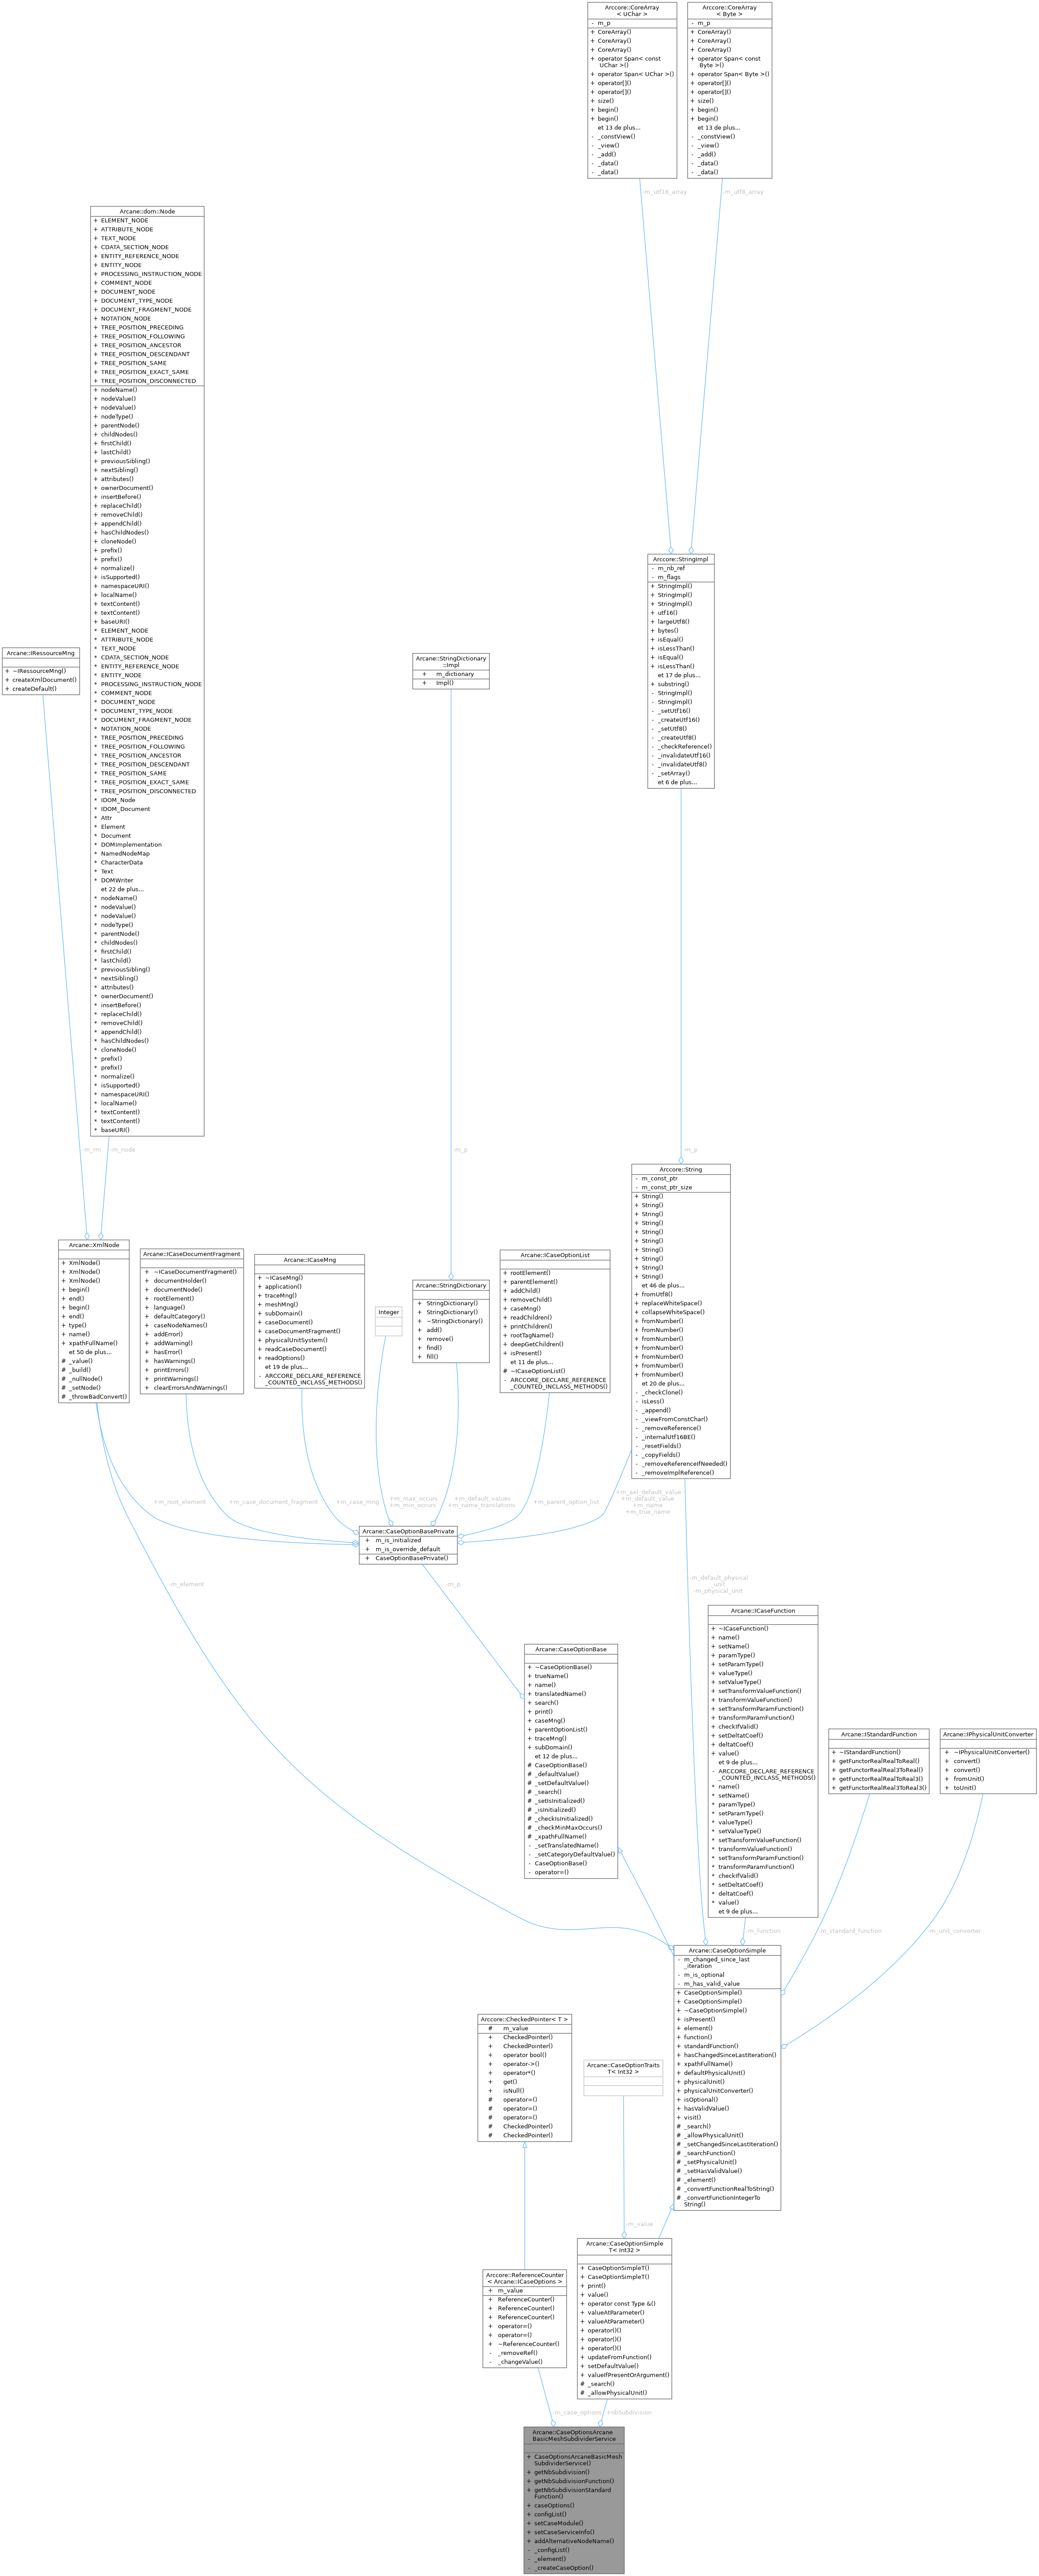 Arccore::CoreArray
< UChar >
- m_p
+ CoreArray()
+ CoreArray()
+ CoreArray()
+ operator Span< const
UChar >()
+ operator Span< UChar >()
+ operator[]()
+ operator[]()
+ size()
+ begin()
+ begin()
et 13 de plus...
- _constView()
- _view()
- _add()
- _data()
- _data()
Arccore::CoreArray
< Byte >
- m_p
+ CoreArray()
+ CoreArray()
+ CoreArray()
+ operator Span< const
Byte >()
+ operator Span< Byte >()
+ operator[]()
+ operator[]()
+ size()
+ begin()
+ begin()
et 13 de plus...
- _constView()
- _view()
- _add()
- _data()
- _data()
-m_utf16_array
-m_utf8_array
Arcane::dom::Node
+ ELEMENT_NODE
+ ATTRIBUTE_NODE
+ TEXT_NODE
+ CDATA_SECTION_NODE
+ ENTITY_REFERENCE_NODE
+ ENTITY_NODE
+ PROCESSING_INSTRUCTION_NODE
+ COMMENT_NODE
+ DOCUMENT_NODE
+ DOCUMENT_TYPE_NODE
+ DOCUMENT_FRAGMENT_NODE
+ NOTATION_NODE
+ TREE_POSITION_PRECEDING
+ TREE_POSITION_FOLLOWING
+ TREE_POSITION_ANCESTOR
+ TREE_POSITION_DESCENDANT
+ TREE_POSITION_SAME
+ TREE_POSITION_EXACT_SAME
+ TREE_POSITION_DISCONNECTED
+ nodeName()
+ nodeValue()
+ nodeValue()
+ nodeType()
+ parentNode()
+ childNodes()
+ firstChild()
+ lastChild()
+ previousSibling()
+ nextSibling()
+ attributes()
+ ownerDocument()
+ insertBefore()
+ replaceChild()
+ removeChild()
+ appendChild()
+ hasChildNodes()
+ cloneNode()
+ prefix()
+ prefix()
+ normalize()
+ isSupported()
+ namespaceURI()
+ localName()
+ textContent()
+ textContent()
+ baseURI()
* ELEMENT_NODE
* ATTRIBUTE_NODE
* TEXT_NODE
* CDATA_SECTION_NODE
* ENTITY_REFERENCE_NODE
* ENTITY_NODE
* PROCESSING_INSTRUCTION_NODE
* COMMENT_NODE
* DOCUMENT_NODE
* DOCUMENT_TYPE_NODE
* DOCUMENT_FRAGMENT_NODE
* NOTATION_NODE
* TREE_POSITION_PRECEDING
* TREE_POSITION_FOLLOWING
* TREE_POSITION_ANCESTOR
* TREE_POSITION_DESCENDANT
* TREE_POSITION_SAME
* TREE_POSITION_EXACT_SAME
* TREE_POSITION_DISCONNECTED
* IDOM_Node
* IDOM_Document
* Attr
* Element
* Document
* DOMImplementation
* NamedNodeMap
* CharacterData
* Text
* DOMWriter
et 22 de plus...
* nodeName()
* nodeValue()
* nodeValue()
* nodeType()
* parentNode()
* childNodes()
* firstChild()
* lastChild()
* previousSibling()
* nextSibling()
* attributes()
* ownerDocument()
* insertBefore()
* replaceChild()
* removeChild()
* appendChild()
* hasChildNodes()
* cloneNode()
* prefix()
* prefix()
* normalize()
* isSupported()
* namespaceURI()
* localName()
* textContent()
* textContent()
* baseURI()
Arccore::StringImpl
- m_nb_ref
- m_flags
+ StringImpl()
+ StringImpl()
+ StringImpl()
+ utf16()
+ largeUtf8()
+ bytes()
+ isEqual()
+ isLessThan()
+ isEqual()
+ isLessThan()
et 17 de plus...
+ substring()
- StringImpl()
- StringImpl()
- _setUtf16()
- _createUtf16()
- _setUtf8()
- _createUtf8()
- _checkReference()
- _invalidateUtf16()
- _invalidateUtf8()
- _setArray()
et 6 de plus...
Arcane::IRessourceMng
+ ~IRessourceMng()
+ createXmlDocument()
+ createDefault()
Arcane::StringDictionary
::Impl
+ m_dictionary
+ Impl()
-m_rm
-m_node
-m_p
-m_p
Arccore::String
- m_const_ptr
- m_const_ptr_size
+ String()
+ String()
+ String()
+ String()
+ String()
+ String()
+ String()
+ String()
+ String()
+ String()
et 46 de plus...
+ fromUtf8()
+ replaceWhiteSpace()
+ collapseWhiteSpace()
+ fromNumber()
+ fromNumber()
+ fromNumber()
+ fromNumber()
+ fromNumber()
+ fromNumber()
+ fromNumber()
et 20 de plus...
- _checkClone()
- isLess()
- _append()
- _viewFromConstChar()
- _removeReference()
- _internalUtf16BE()
- _resetFields()
- _copyFields()
- _removeReferenceIfNeeded()
- _removeImplReference()
Arcane::XmlNode
+ XmlNode()
+ XmlNode()
+ XmlNode()
+ begin()
+ end()
+ begin()
+ end()
+ type()
+ name()
+ xpathFullName()
et 50 de plus...
# _value()
# _build()
# _nullNode()
# _setNode()
# _throwBadConvert()
Arcane::ICaseDocumentFragment
+ ~ICaseDocumentFragment()
+ documentHolder()
+ documentNode()
+ rootElement()
+ language()
+ defaultCategory()
+ caseNodeNames()
+ addError()
+ addWarning()
+ hasError()
+ hasWarnings()
+ printErrors()
+ printWarnings()
+ clearErrorsAndWarnings()
Arcane::ICaseMng
+ ~ICaseMng()
+ application()
+ traceMng()
+ meshMng()
+ subDomain()
+ caseDocument()
+ caseDocumentFragment()
+ physicalUnitSystem()
+ readCaseDocument()
+ readOptions()
et 19 de plus...
- ARCCORE_DECLARE_REFERENCE
_COUNTED_INCLASS_METHODS()
Integer
Arcane::StringDictionary
+ StringDictionary()
+ StringDictionary()
+ ~StringDictionary()
+ add()
+ remove()
+ find()
+ fill()
Arcane::ICaseOptionList
+ rootElement()
+ parentElement()
+ addChild()
+ removeChild()
+ caseMng()
+ readChildren()
+ printChildren()
+ rootTagName()
+ deepGetChildren()
+ isPresent()
et 11 de plus...
# ~ICaseOptionList()
- ARCCORE_DECLARE_REFERENCE
_COUNTED_INCLASS_METHODS()
+m_root_element
+m_case_document_fragment
+m_case_mng
+m_max_occurs
+m_min_occurs
+m_default_values
+m_name_translations
+m_parent_option_list
+m_axl_default_value
+m_default_value
+m_name
+m_true_name
Arcane::CaseOptionBasePrivate
+ m_is_initialized
+ m_is_override_default
+ CaseOptionBasePrivate()
-m_element
-m_p
-m_default_physical
_unit
-m_physical_unit
Arcane::ICaseFunction
+ ~ICaseFunction()
+ name()
+ setName()
+ paramType()
+ setParamType()
+ valueType()
+ setValueType()
+ setTransformValueFunction()
+ transformValueFunction()
+ setTransformParamFunction()
+ transformParamFunction()
+ checkIfValid()
+ setDeltatCoef()
+ deltatCoef()
+ value()
et 9 de plus...
- ARCCORE_DECLARE_REFERENCE
_COUNTED_INCLASS_METHODS()
* name()
* setName()
* paramType()
* setParamType()
* valueType()
* setValueType()
* setTransformValueFunction()
* transformValueFunction()
* setTransformParamFunction()
* transformParamFunction()
* checkIfValid()
* setDeltatCoef()
* deltatCoef()
* value()
et 9 de plus...
Arcane::CaseOptionBase
+ ~CaseOptionBase()
+ trueName()
+ name()
+ translatedName()
+ search()
+ print()
+ caseMng()
+ parentOptionList()
+ traceMng()
+ subDomain()
et 12 de plus...
# CaseOptionBase()
# _defaultValue()
# _setDefaultValue()
# _search()
# _setIsInitialized()
# _isInitialized()
# _checkIsInitialized()
# _checkMinMaxOccurs()
# _xpathFullName()
- _setTranslatedName()
- _setCategoryDefaultValue()
- CaseOptionBase()
- operator=()
Arcane::IStandardFunction
+ ~IStandardFunction()
+ getFunctorRealRealToReal()
+ getFunctorRealReal3ToReal()
+ getFunctorRealRealToReal3()
+ getFunctorRealReal3ToReal3()
Arcane::IPhysicalUnitConverter
+ ~IPhysicalUnitConverter()
+ convert()
+ convert()
+ fromUnit()
+ toUnit()
-m_function
-m_standard_function
-m_unit_converter
Arcane::CaseOptionSimple
- m_changed_since_last
_iteration
- m_is_optional
- m_has_valid_value
+ CaseOptionSimple()
+ CaseOptionSimple()
+ ~CaseOptionSimple()
+ isPresent()
+ element()
+ function()
+ standardFunction()
+ hasChangedSinceLastIteration()
+ xpathFullName()
+ defaultPhysicalUnit()
+ physicalUnit()
+ physicalUnitConverter()
+ isOptional()
+ hasValidValue()
+ visit()
# _search()
# _allowPhysicalUnit()
# _setChangedSinceLastIteration()
# _searchFunction()
# _setPhysicalUnit()
# _setHasValidValue()
# _element()
# _convertFunctionRealToString()
# _convertFunctionIntegerTo
String()
Arccore::CheckedPointer< T >
# m_value
+ CheckedPointer()
+ CheckedPointer()
+ operator bool()
+ operator->()
+ operator*()
+ get()
+ isNull()
# operator=()
# operator=()
# operator=()
# CheckedPointer()
# CheckedPointer()
Arcane::CaseOptionTraits
T< Int32 >
-m_value
Arccore::ReferenceCounter
< Arcane::ICaseOptions >
+ m_value
+ ReferenceCounter()
+ ReferenceCounter()
+ ReferenceCounter()
+ operator=()
+ operator=()
+ ~ReferenceCounter()
- _removeRef()
- _changeValue()
Arcane::CaseOptionSimple
T< Int32 >
+ CaseOptionSimpleT()
+ CaseOptionSimpleT()
+ print()
+ value()
+ operator const Type &()
+ valueAtParameter()
+ valueAtParameter()
+ operator()()
+ operator()()
+ operator()()
+ updateFromFunction()
+ setDefaultValue()
+ valueIfPresentOrArgument()
# _search()
# _allowPhysicalUnit()
-m_case_options
+nbSubdivision
Arcane::CaseOptionsArcane
BasicMeshSubdividerService
+ CaseOptionsArcaneBasicMesh
SubdividerService()
+ getNbSubdivision()
+ getNbSubdivisionFunction()
+ getNbSubdivisionStandard
Function()
+ caseOptions()
+ configList()
+ setCaseModule()
+ setCaseServiceInfo()
+ addAlternativeNodeName()
- _configList()
- _element()
- _createCaseOption()